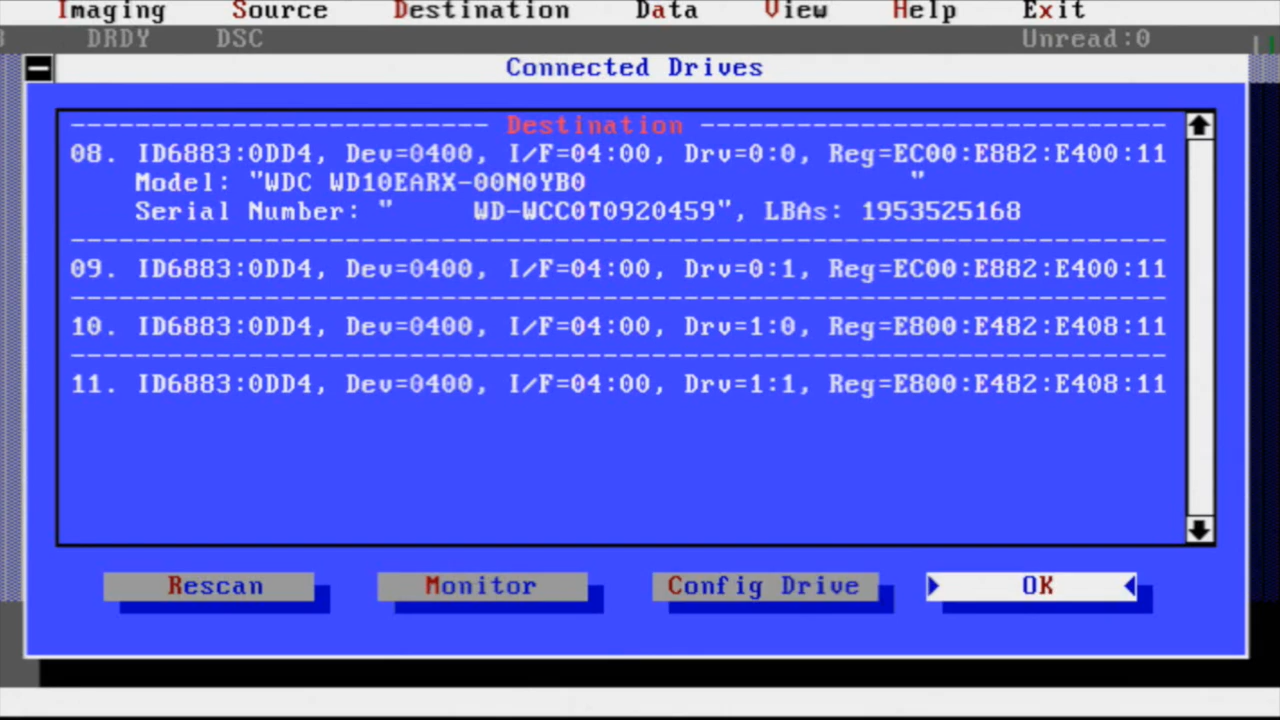 Imaging Source Destination Data View Help Exit
DRDY DSC Unread:0
Connected Drives
-------------------------- Destination -----------------------------
08. ID6883:0DD4, Dev=0400, I/F=04:00, Drv=0:0, Reg=EC00:E882:E400:11
Model: "WDC WD10EARX-00N0YB0                    "
Serial Number: "     WD-WCC0T0920459", LBAs: 1953525168
--------------------------------------------------------------------
09. ID6883:0DD4, Dev=0400, I/F=04:00, Drv=0:1, Reg=EC00:E882:E400:11
--------------------------------------------------------------------
10. ID6883:0DD4, Dev=0400, I/F=04:00, Drv=1:0, Reg=E800:E482:E408:11
--------------------------------------------------------------------
11. ID6883:0DD4, Dev=0400, I/F=04:00, Drv=1:1, Reg=E800:E482:E408:11
Rescan Monitor Config Drive OK